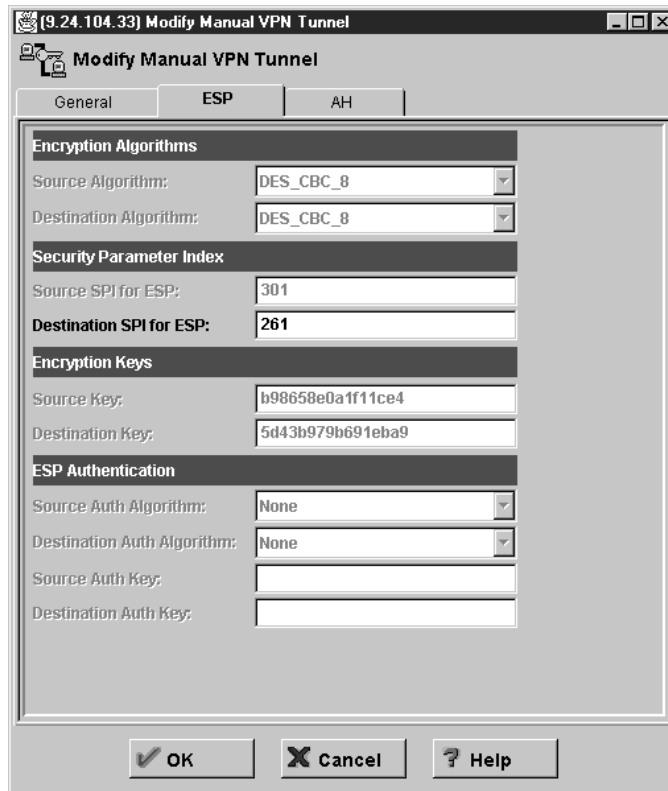 (9.24.104.33) Modify Manual VPN Tunnel
Modify Manual VPN Tunnel
General ESP AH
Encryption Algorithms
Source Algorithm: DES_CBC_8
Destination Algorithm: DES_CBC_8
Security Parameter Index
Source SPI for ESP: 301
Destination SPI for ESP: 261
Encryption Keys
Source Key: b98658e0a1f11ce4
Destination Key: 5d43b979b691eba9
ESP Authentication
Source Auth Algorithm: None
Destination Auth Algorithm: None
Source Auth Key:
Destination Auth Key:
OK Cancel ? Help